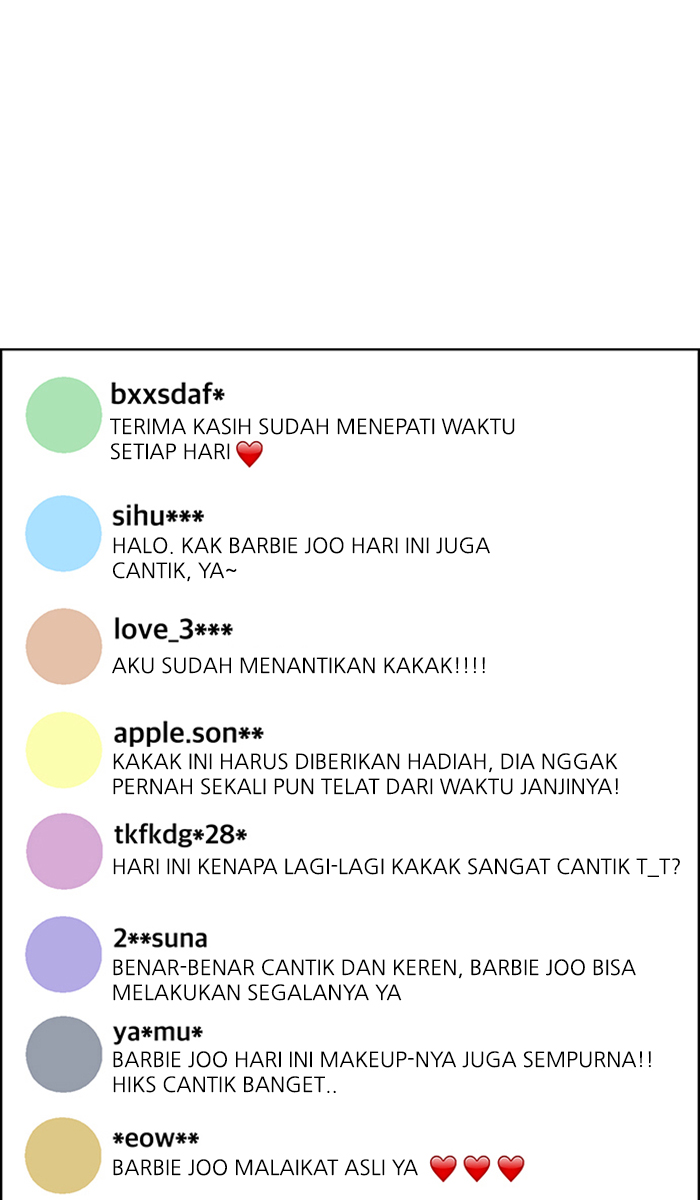 bxxsdaf*
TERIMA KASIH SUDAH MENEPATI WAKTU
SETIAP HARI ❤️
sihu***
HALO. KAK BARBIE JOO HARI INI JUGA
CANTIK, YA~
love_3***
AKU SUDAH MENANTIKAN KAKAK!!!!
apple.son**
KAKAK INI HARUS DIBERIKAN HADIAH, DIA NGGAK
PERNAH SEKALI PUN TELAT DARI WAKTU JANJINYA!
tkfkdg*28*
HARI INI KENAPA LAGI-LAGI KAKAK SANGAT CANTIK T_T?
2**suna
BENAR-BENAR CANTIK DAN KEREN, BARBIE JOO BISA
MELAKUKAN SEGALANYA YA
ya*mu*
BARBIE JOO HARI INI MAKEUP-NYA JUGA SEMPURNA!!
HIKS CANTIK BANGET..
*eow**
BARBIE JOO MALAIKAT ASLI YA ❤️❤️❤️